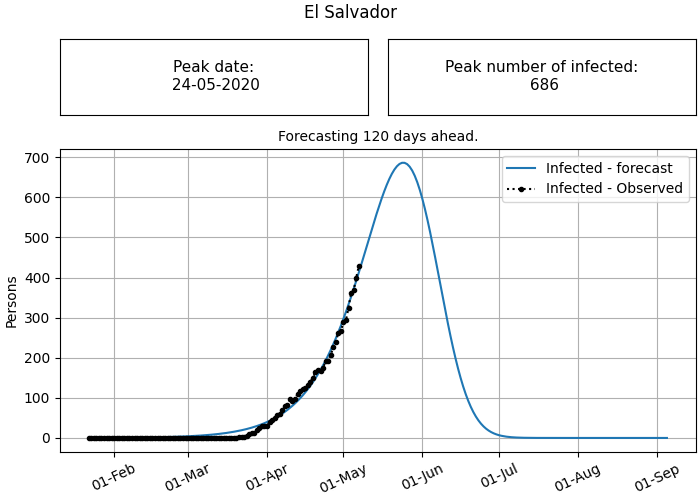 El Salvador
Peak date:
24-05-2020
Peak number of infected:
686
Forecasting 120 days ahead.
Infected - forecast
Infected - Observed
Persons
700
600
500
400
300
200
100
0
01-Feb
01-Mar
01-Apr
01-May
01-Jun
01-Jul
01-Aug
01-Sep